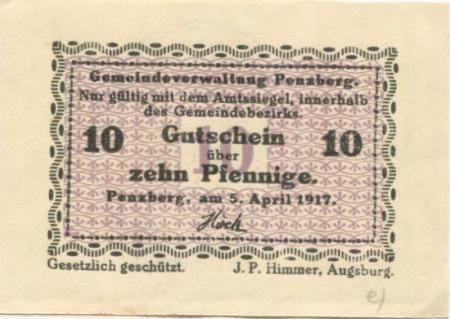 Gemeindeverwaltung Penzberg.
Nur gültig mit dem Amtssiegel, innerhalb
des Gemeindebezirks.
10 Gutschein 10
über
10
zehn Pfennige.
Penzberg, am 5. April 1917.
Gesetzlich geschützt. J. P. Himmer, Augsburg.